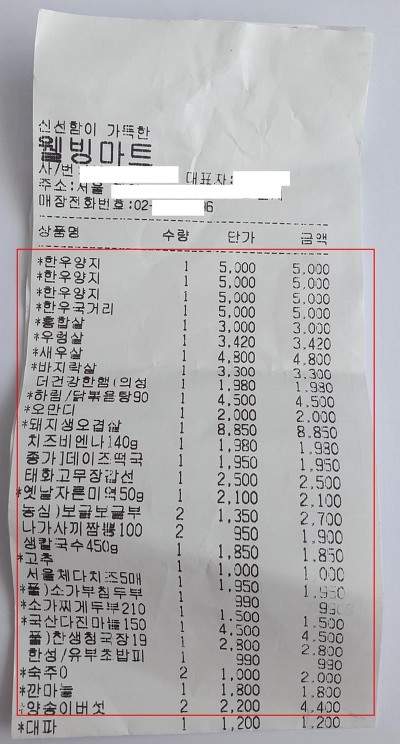 신선함이 가득한
웰빙마트
사/번 대표자:
주소:서울
매장전화번호:02- 06
상품명 수량 단가 금액
*한우양지 1 5,000 5,000
*한우양지 1 5,000 5,000
*한우양지 1 5,000 5,000
*한우국거리 1 5,000 5,000
*홍합살 1 3,000 3,000
*우렁살 1 3,420 3,420
*새우살 1 4,800 4,800
*바지락살 1 3,300 3,300
더건강한햄(의성 1 1,980 1,980
*하림/닭볶은탕90 1 4,500 4,500
*오만디 1 2,000 2,000
*돼지생오겹살 1 8,850 8,850
치즈비엔나140g 1 1,980 1,980
종가]데이즈떡국 1 1,950 1,950
태화고무장갑선 1 2,500 2,500
*옛날자른미역50g 1 2,100 2,100
농심)보글보글부 2 1,350 2,700
나가사끼짬뽕100 2 950 1,900
생칼국수450g 1 1,850 1,850
*고추 1 1,000 1,000
서울체다치즈5매 1 1,950 1,950
*풀)소가부침두부 1 990 990
*소가찌게두부210 1 1,500 1,500
*국산다진마늘150 1 4,500 4,500
풀)찬생청국장19 1 2,800 2,800
한성/유부초밥피 1 990 990
*숙주0 2 1,000 2,000
*깐마늘 1 1,800 1,800
*양송이버섯 2 2,200 4,400
*대파 1 1,200 1,200